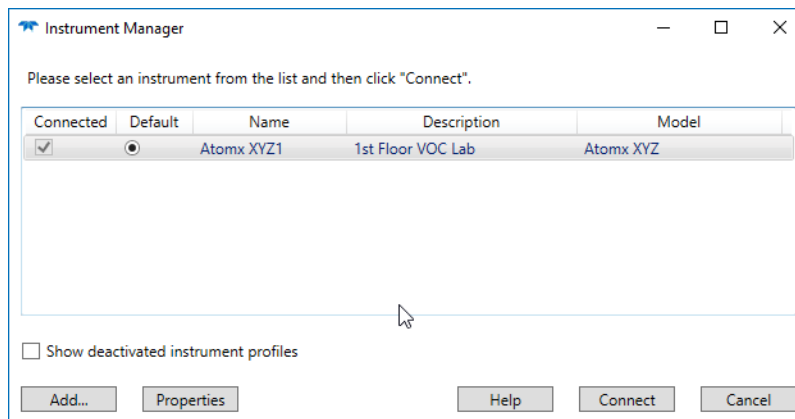 Instrument Manager
Please select an instrument from the list and then click "Connect".
Connected Default Name Description Model
Atomx XYZ1 1st Floor VOC Lab Atomx XYZ
Show deactivated instrument profiles
Add... Properties Help Connect Cancel